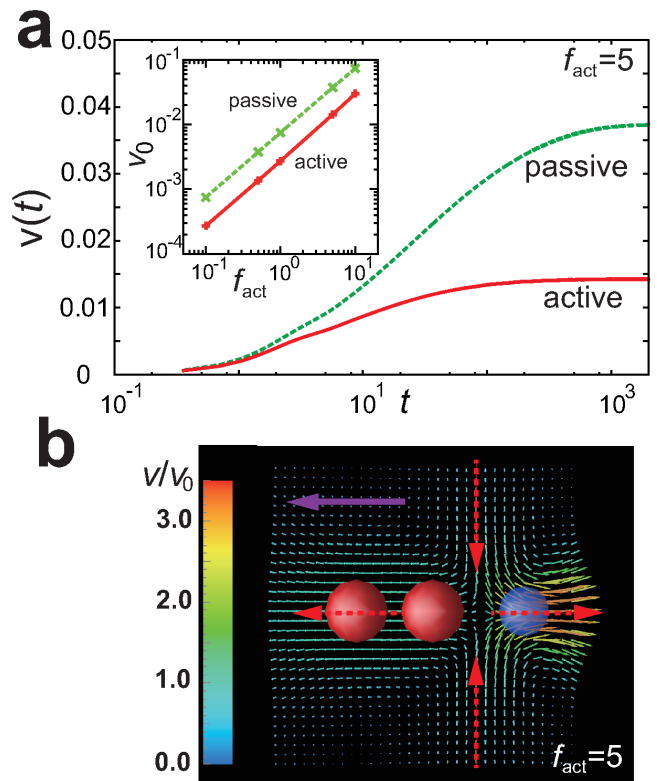 a
0.05
0.04
0.03
0.02
0.01
0
v(t)
f_act=5
passive
active
10^-1
10^1
10^3
t
10^-1
10^-2
10^-3
10^-4
v_0
passive
active
10^-1
10^0
10^1
f_act
b
v/v_0
3.0
2.0
1.0
0.0
f_act=5